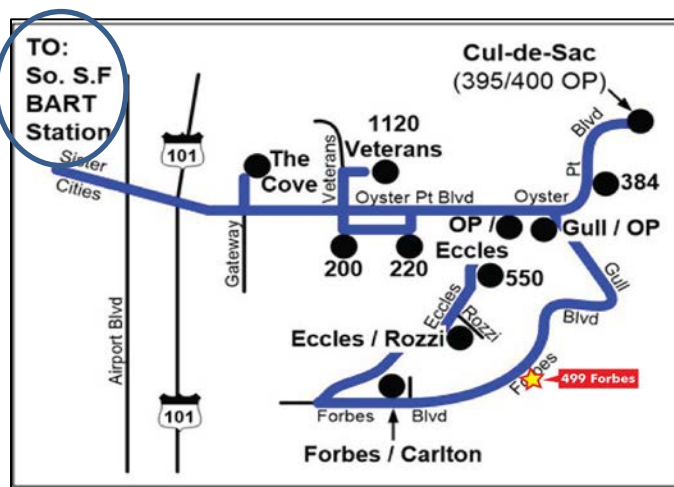 TO:
So. S.F
BART
Station
Sister
Cities
101
Airport Blvd
The
Cove
Gateway
Veterans
1120
Veterans
Oyster Pt Blvd
200
220
Cul-de-Sac
(395/400 OP)
Blvd
Pt
Oyster
384
OP /
Eccles
Gull / OP
Gull
Blvd
550
Eccles
Rozzi
Eccles / Rozzi
Forbes
499 Forbes
101
Forbes
Blvd
Forbes / Carlton